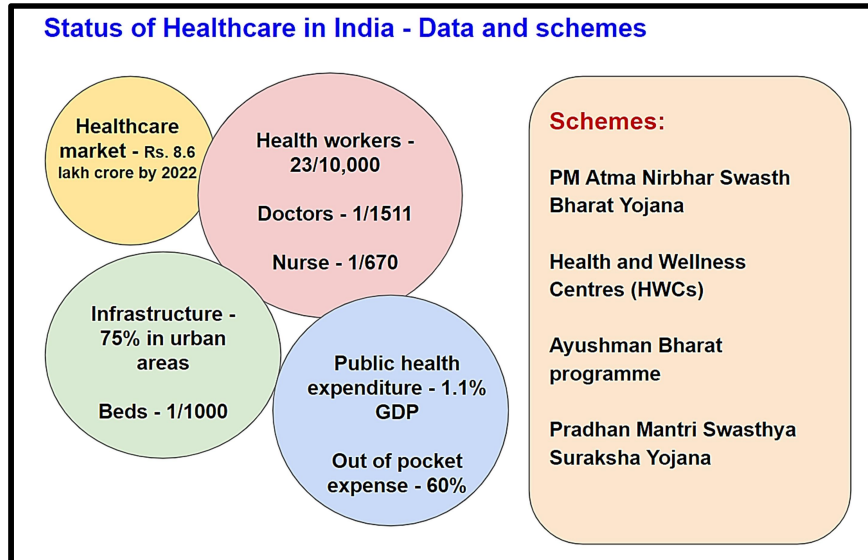 Status of Healthcare in India - Data and schemes
Healthcare
market - Rs. 8.6
lakh crore by 2022
Health workers -
23/10,000
Doctors - 1/1511
Nurse - 1/670
Infrastructure -
75% in urban
areas
Beds - 1/1000
Public health
expenditure - 1.1%
GDP
Out of pocket
expense - 60%
Schemes:
PM Atma Nirbhar Swasth
Bharat Yojana
Health and Wellness
Centres (HWCs)
Ayushman Bharat
programme
Pradhan Mantri Swasthya
Suraksha Yojana